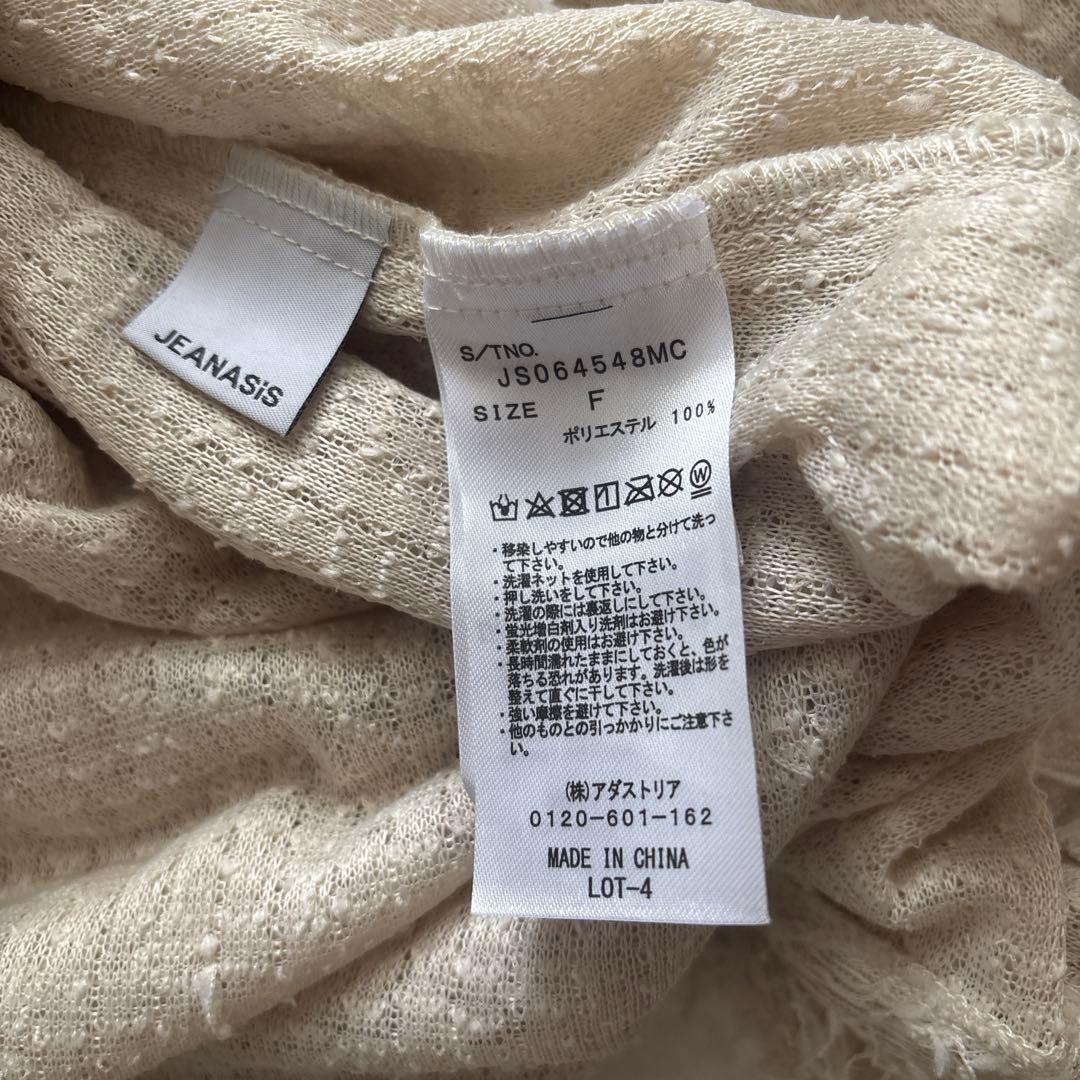 JEANASiS
S/TNO.
JS064548MC
SIZE F
ポリエステル 100%
W
・移染しやすいので他の物と分けて洗っ
て下さい。
・洗濯ネットを使用して下さい。
・押し洗いをして下さい。
・洗濯の際には裏返しにして下さい。
・蛍光増白剤入り洗剤はお避け下さい。
・柔軟剤の使用はお避け下さい。
・長時間濡れたままにしておくと、色が
落ちる恐れがあります。洗濯後は形を
整えて直ぐに干して下さい。
・強い摩擦を避けて下さい。
・他のものとの引っかかりにご注意下さ
い。
(株)アダストリア
0120-601-162
MADE IN CHINA
LOT-4